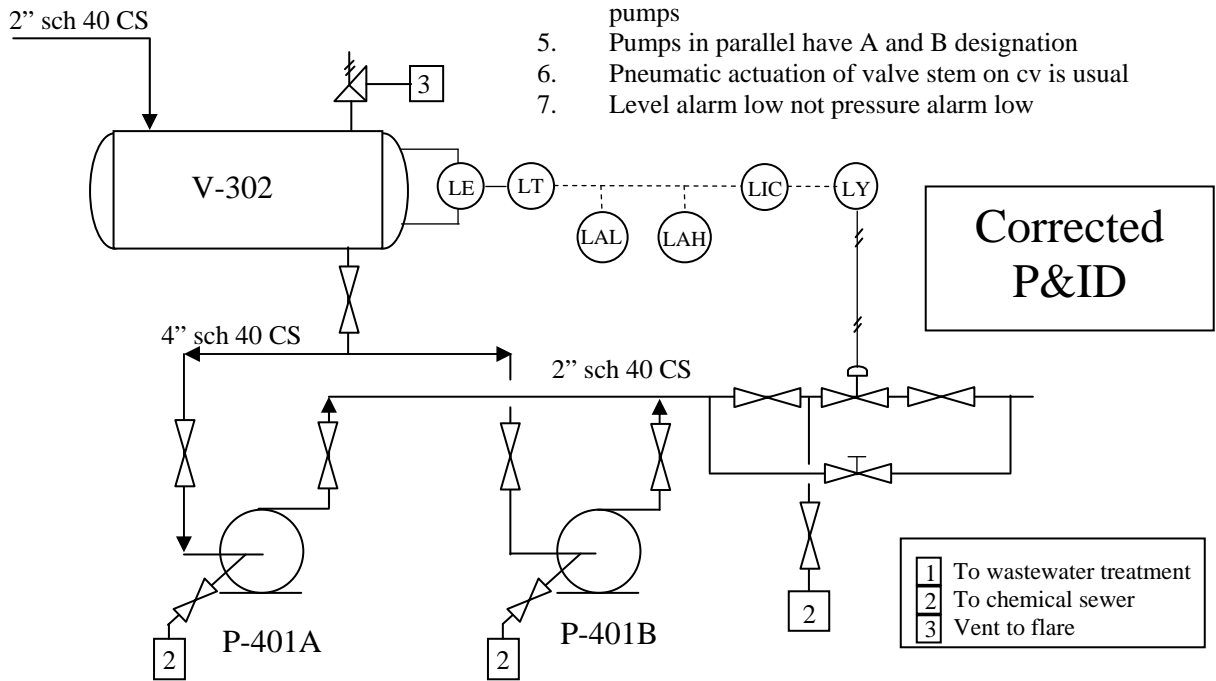 pumps
2” sch 40 CS
5. Pumps in parallel have A and B designation
6. Pneumatic actuation of valve stem on cv is usual
7. Level alarm low not pressure alarm low
3
V-302
LE
LT
LIC
LY
LAL
LAH
Corrected
P&ID
4” sch 40 CS
2” sch 40 CS
1 To wastewater treatment
2 To chemical sewer
3 Vent to flare
2
P-401A
2
P-401B
2